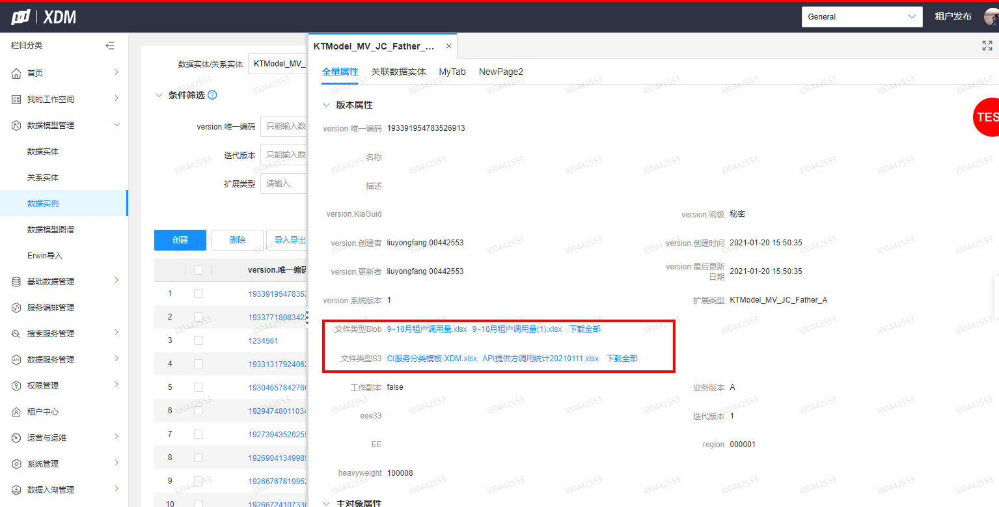 XDM
General
租户发布
栏目分类
首页
我的工作空间
数据模型管理
数据实体
关系实体
数据实例
数据模型图谱
Erwin导入
基础数据管理
服务编排管理
搜索服务管理
数据服务管理
权限管理
租户中心
运营与运维
系统管理
数据入湖管理
数据实体/关系实体 KTModel_MV_
条件筛选
version.唯一编码 只能输入数
迭代版本 只能输入数
扩展类型 请输入
创建 删除 导入导出
version.唯一编码
1 1933919547835
2 193377180834
3 1234561
4 193313179240
5 193046578427
6 192947480110
7 192739435262
8 192690413499
9 192667678199
10 192667241073
KTModel_MV_JC_Father_...
全量属性 关联数据实体 MyTab NewPage2
TES
版本属性
version.唯一编码 193391954783526913
名称
描述
version.KiaGuid version.密级 秘密
version.创建者 liuyongfang 00442553 version.创建时间 2021-01-20 15:50:35
version.更新者 liuyongfang 00442553 version.最后更新 2021-01-20 15:50:35
日期
version.系统版本 1 扩展类型 KTModel_MV_JC_Father_A
文件类型Blob 9~10月租户调用量.xlsx 9~10月租户调用量(1).xlsx 下载全部
文件类型S3 CI服务分类模板-XDM.xlsx API提供方调用统计20210111.xlsx 下载全部
工作副本 false 业务版本 A
eee33 迭代版本 1
EE region 000001
heavyweight 100008
主对象属性
l00442553